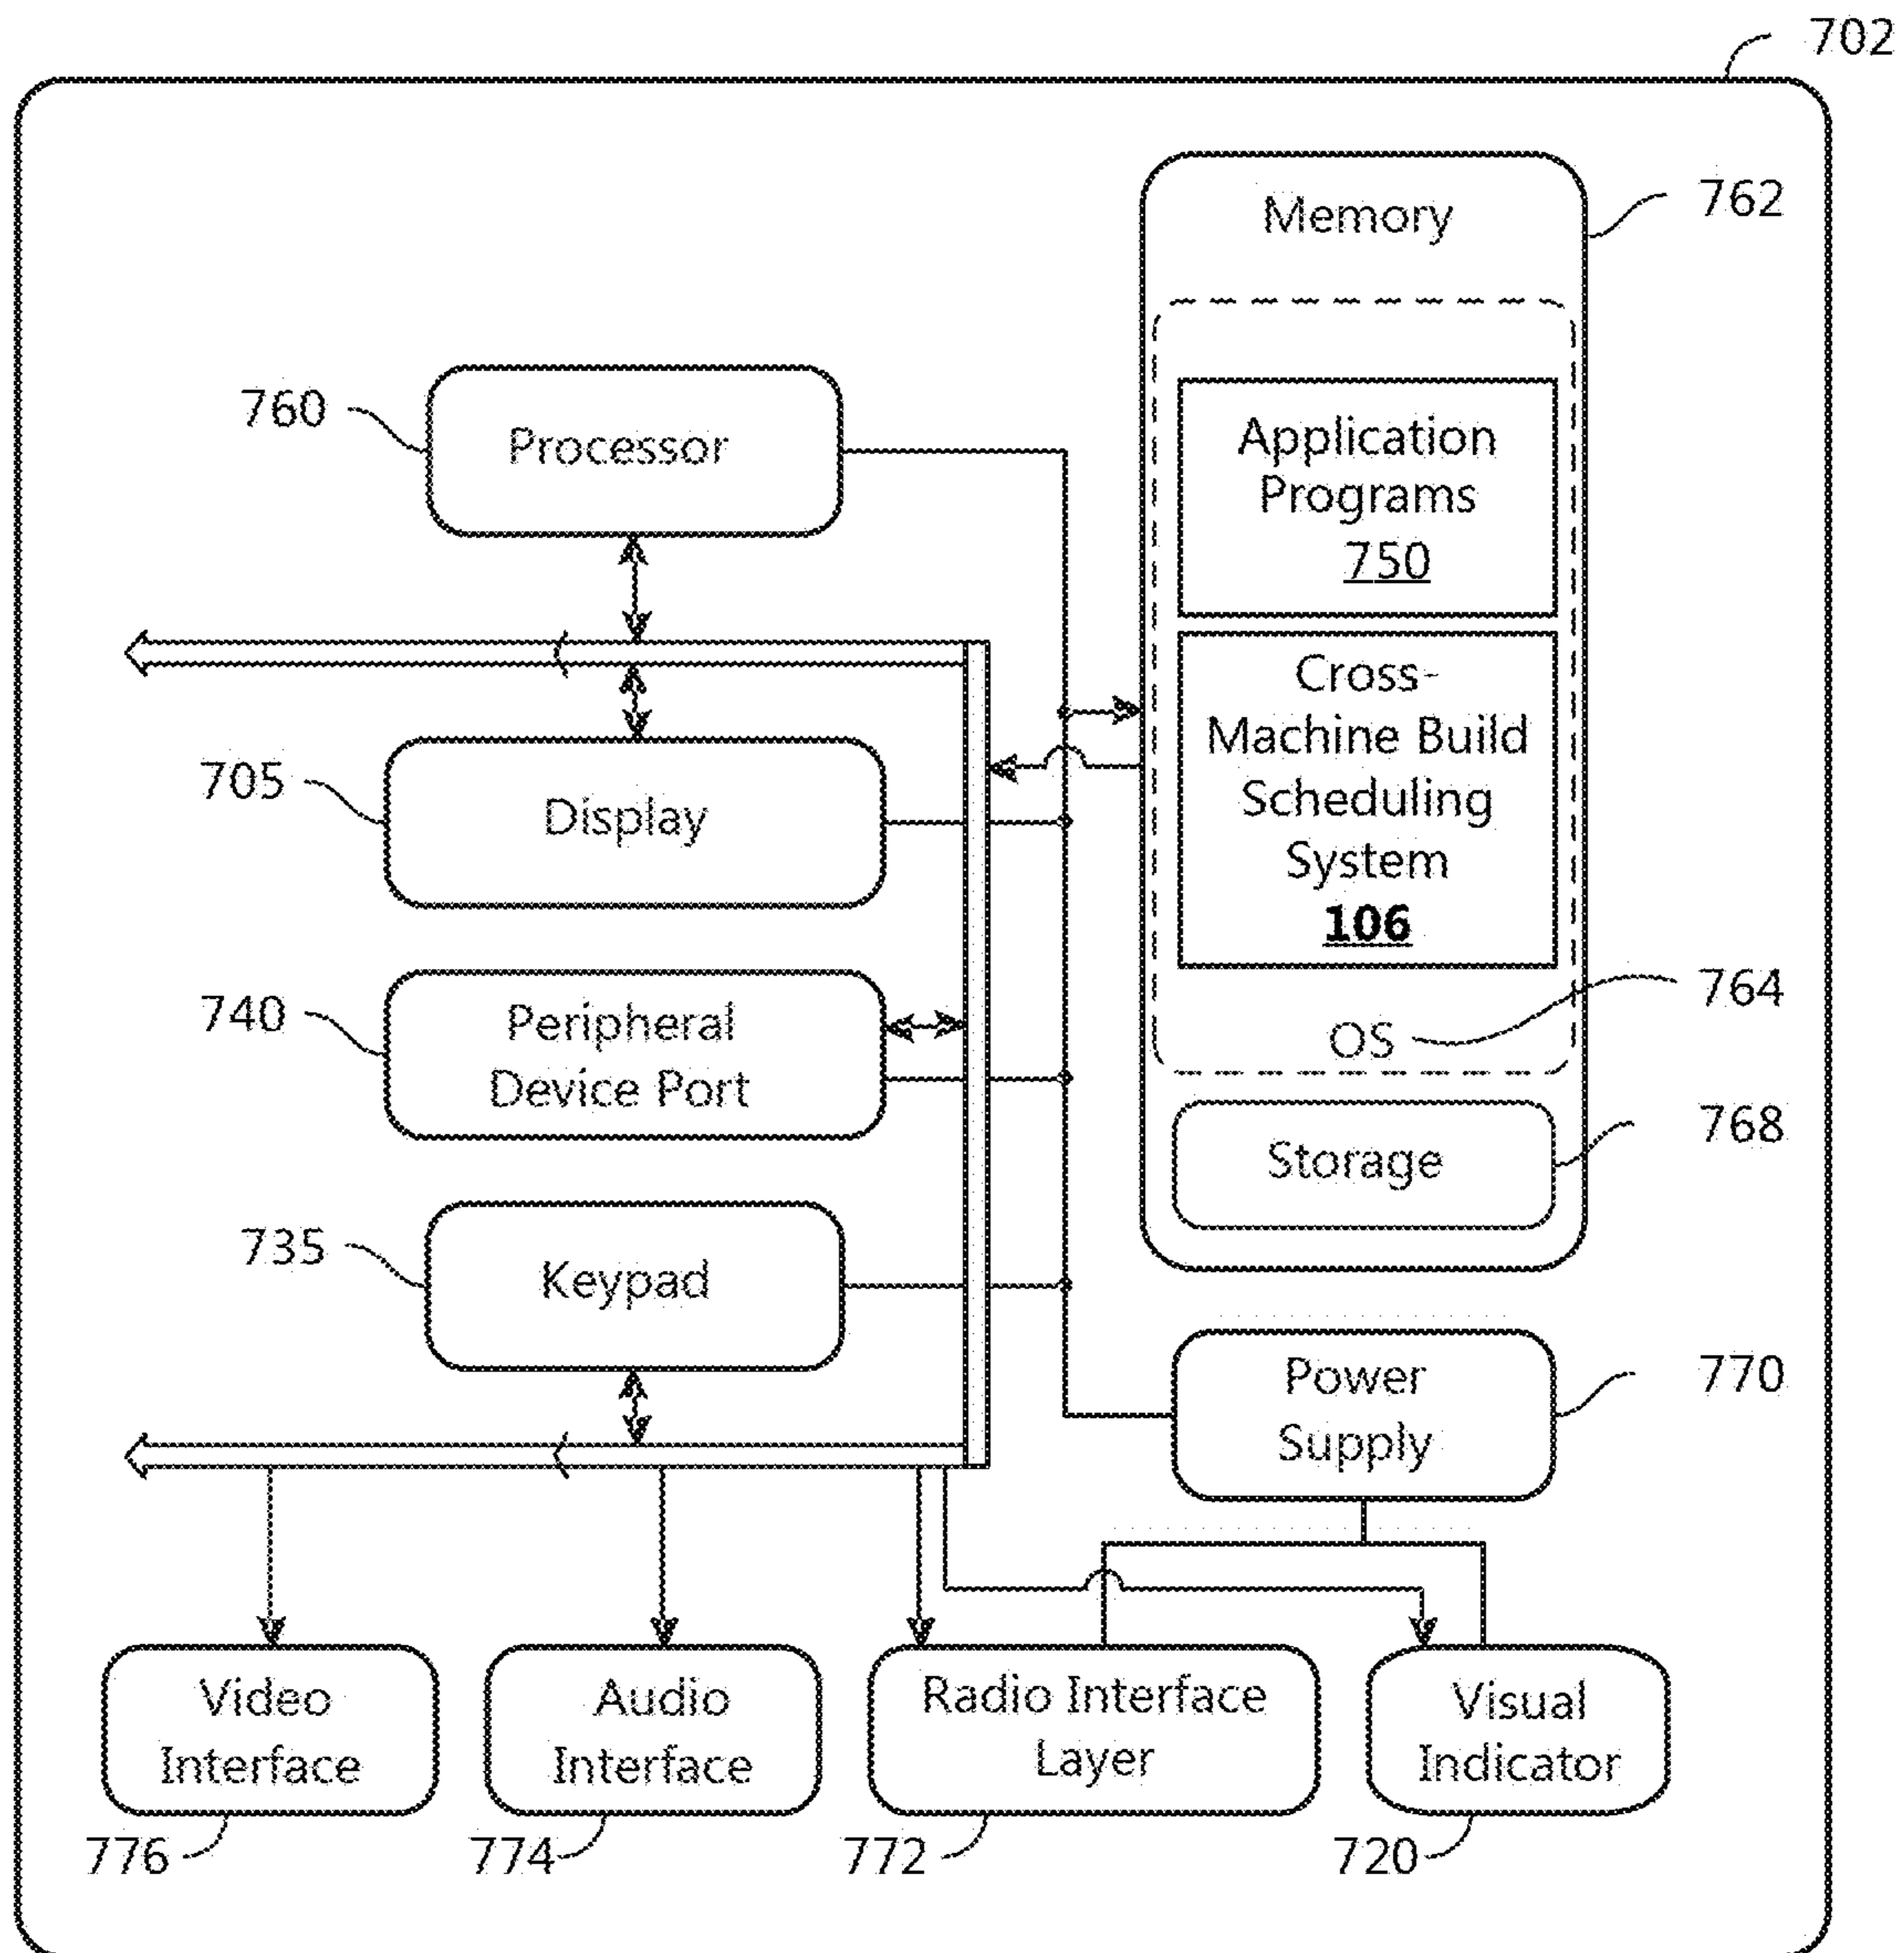 702
Memory
762
760
Processor
Application
Programs
750
Cross-
Machine Build
Scheduling
System
106
705
Display
740
Peripheral
Device Port
764
OS
768
Storage
735
Keypad
Power
Supply
770
Video
Interface
Audio
Interface
Radio Interface
Layer
Visual
Indicator
776
774
772
720